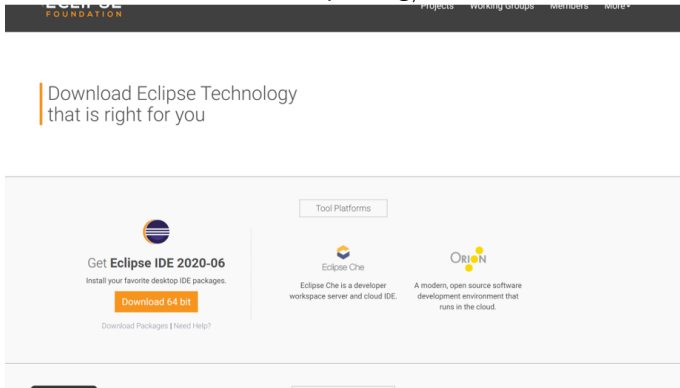 ECLIPSE
FOUNDATION
Projects Working Groups Members More
Download Eclipse Technology
that is right for you
Tool Platforms
Get Eclipse IDE 2020-06
Install your favorite desktop IDE packages.
Download 64 bit
Download Packages | Need Help?
Eclipse Che
Eclipse Che is a developer
workspace server and cloud IDE.
ORION
A modern, open source software
development environment that
runs in the cloud.